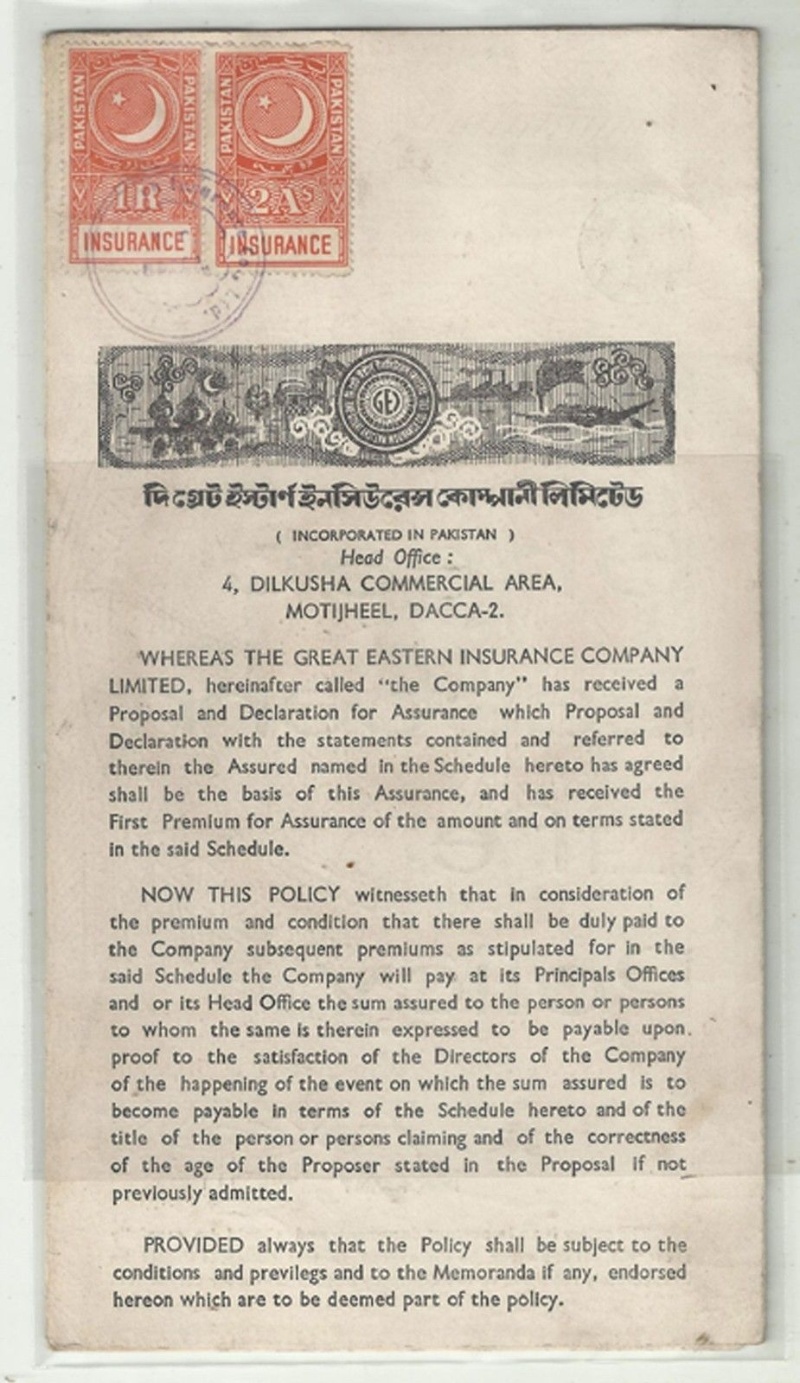 PAKISTAN PAKISTAN
1R
INSURANCE
PAKISTAN PAKISTAN
2As
INSURANCE
Ltd.
GEI
দি গ্রেট ইস্টার্ণ ইনসিউরেন্স কোম্পানী লিমিটেড
( INCORPORATED IN PAKISTAN )
Head Office :
4, DILKUSHA COMMERCIAL AREA,
MOTIJHEEL, DACCA-2.
WHEREAS THE GREAT EASTERN INSURANCE COMPANY
LIMITED, hereinafter called "the Company" has received a
Proposal and Declaration for Assurance which Proposal and
Declaration with the statements contained and referred to
therein the Assured named in the Schedule hereto has agreed
shall be the basis of this Assurance, and has received the
First Premium for Assurance of the amount and on terms stated
in the said Schedule.
NOW THIS POLICY witnesseth that in consideration of
the premium and condition that there shall be duly paid to
the Company subsequent premiums as stipulated for in the
said Schedule the Company will pay at its Principals Offices
and or its Head Office the sum assured to the person or persons
to whom the same is therein expressed to be payable upon
proof to the satisfaction of the Directors of the Company
of the happening of the event on which the sum assured is to
become payable in terms of the Schedule hereto and of the
title of the person or persons claiming and of the correctness
of the age of the Proposer stated in the Proposal if not
previously admitted.
PROVIDED always that the Policy shall be subject to the
conditions and previlegs and to the Memoranda if any, endorsed
hereon which are to be deemed part of the policy.